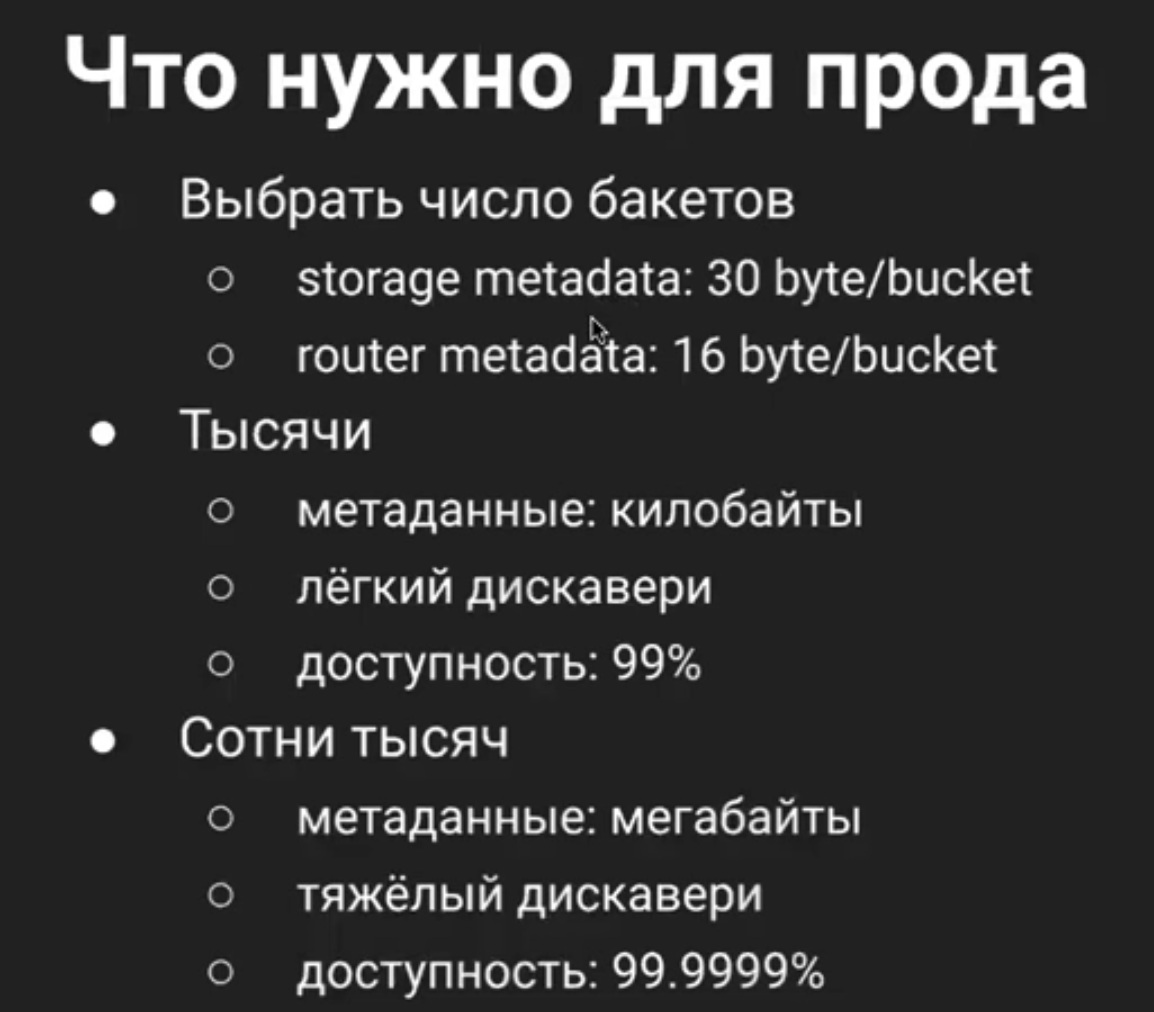 Что нужно для прода
Выбрать число бакетов
storage metadata: 30 byte/bucket
router metadata: 16 byte/bucket
Тысячи
метаданные: килобайты
лёгкий дискавери
доступность: 99%
Сотни тысяч
метаданные: мегабайты
тяжёлый дискавери
доступность: 99.9999%